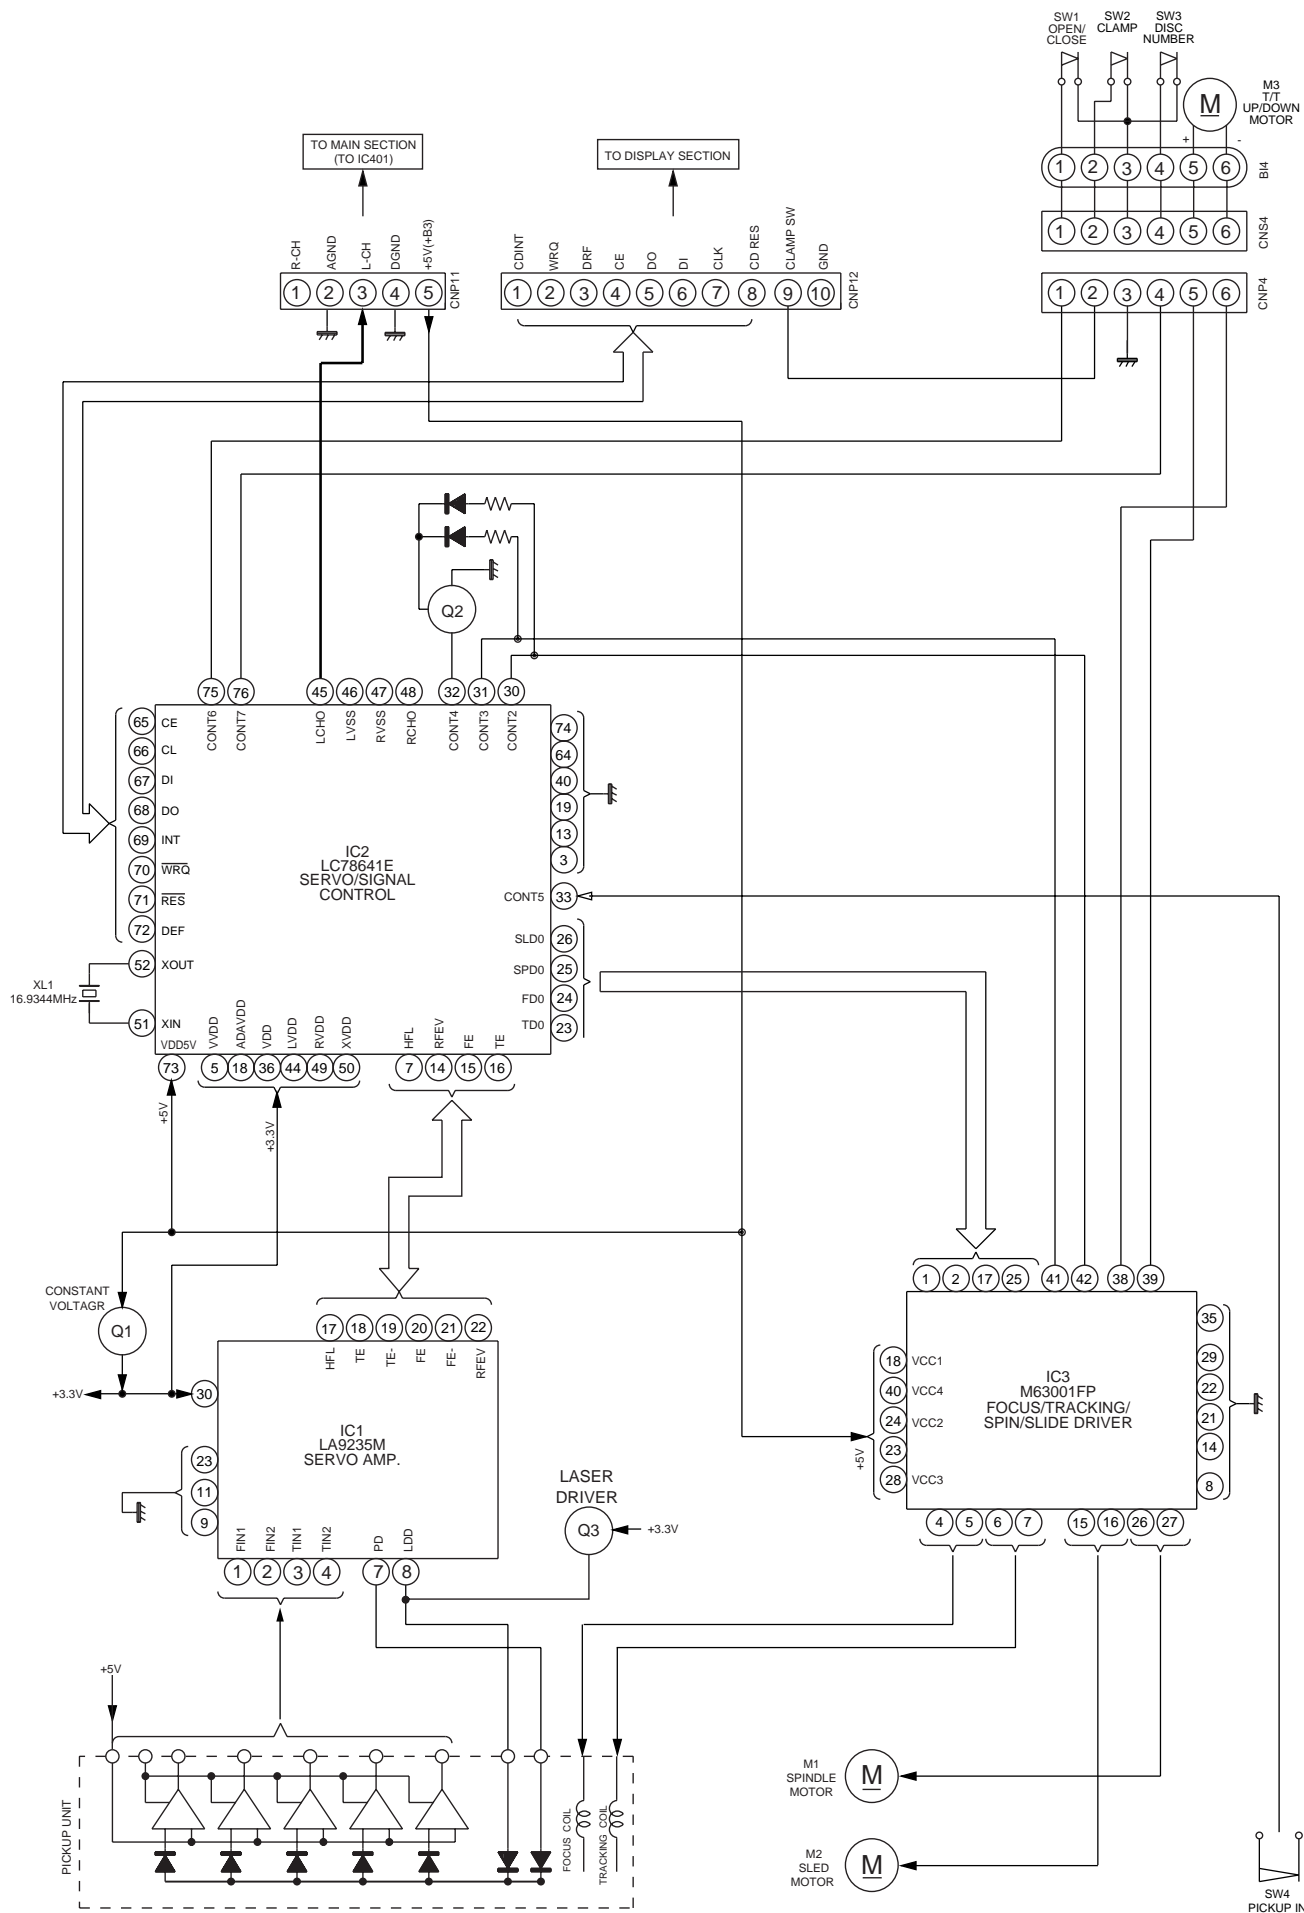 SW1
OPEN/
CLOSE
SW2
CLAMP
SW3
DISC
NUMBER
M
M3
T/T
UP/DOWN
MOTOR
+ -
1 2 3 4 5 6
BI4
1 2 3 4 5 6
CNS4
1 2 3 4 5 6
CNP4
TO MAIN SECTION
(TO IC401)
TO DISPLAY SECTION
R-CH
AGND
L-CH
DGND
+5V(+B3)
1 2 3 4 5
CNP11
CDINT
WRQ
DRF
CE
DO
DI
CLK
CD RES
CLAMP SW
GND
1 2 3 4 5 6 7 8 9 10
CNP12
Q2
75 76 45 46 47 48 32 31 30
CONT6
CONT7
LCHO
LVSS
RVSS
RCHO
CONT4
CONT3
CONT2
65 CE
66 CL
67 DI
68 DO
69 INT
70 WRQ
71 RES
72 DEF
52 XOUT
51 XIN
XL1
16.9344MHz
IC2
LC78641E
SERVO/SIGNAL
CONTROL
74
64
40
19
13
3
CONT5 33
SLD0 26
SPD0 25
FD0 24
TD0 23
VDD5V
VVDD
ADAVDD
VDD
LVDD
RVDD
XVDD
HFL
RFEV
FE
TE
73 5 18 36 44 49 50 7 14 15 16
+5V
+3.3V
CONSTANT
VOLTAGR
Q1
+3.3V
30
17 18 19 20 21 22
HFL
TE
TE-
FE
FE-
RFEV
IC1
LA9235M
SERVO AMP.
23
11
9
FIN1
FIN2
TIN1
TIN2
PD
LDD
1 2 3 4 7 8
LASER
DRIVER
Q3
+3.3V
1 2 17 25 41 42 38 39
18 VCC1
40 VCC4
24 VCC2
23
28 VCC3
+5V
IC3
M63001FP
FOCUS/TRACKING/
SPIN/SLIDE DRIVER
35
29
22
21
14
8
4 5 6 7 15 16 26 27
+5V
PICKUP UNIT
FOCUS COIL
TRACKING COIL
M1
SPINDLE
MOTOR
M
M2
SLED
MOTOR
M
SW4
PICKUP IN